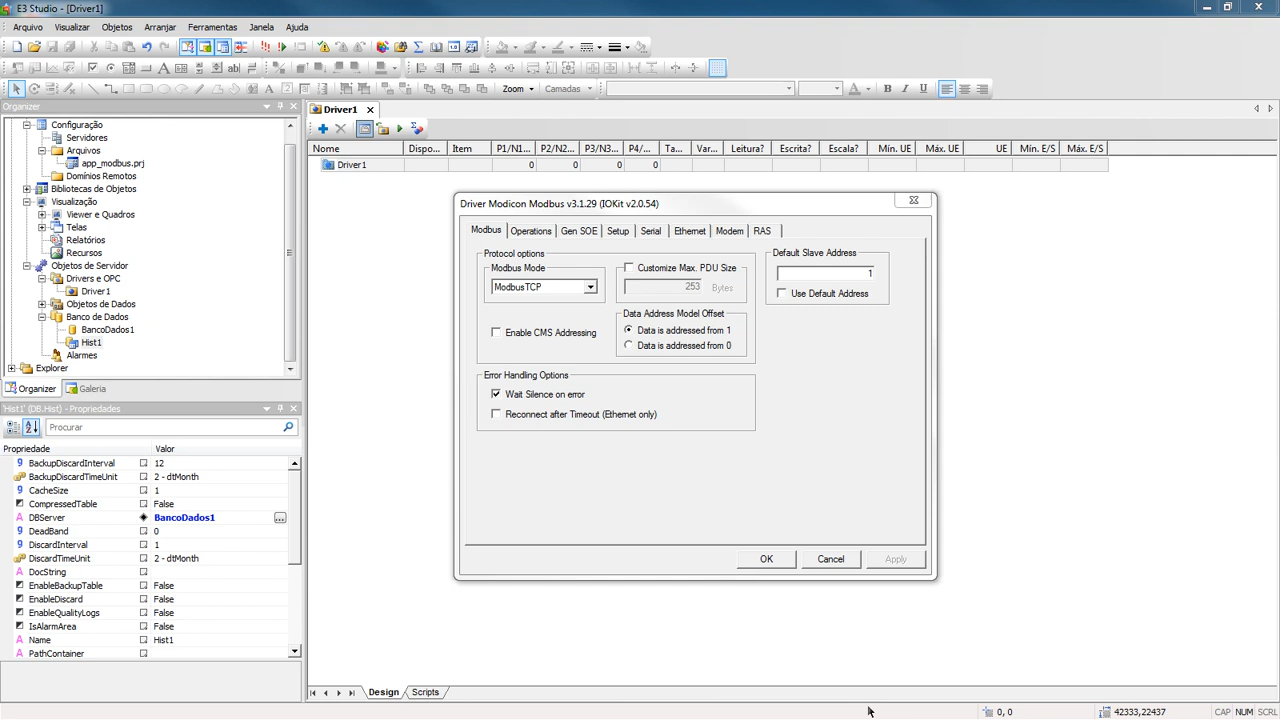 E3 Studio - [Driver1]
Arquivo Visualizar Objetos Arranjar Ferramentas Janela Ajuda
Zoom Camadas B I U
Organizer
Configuração
Servidores
Arquivos
app_modbus.prj
Domínios Remotos
Bibliotecas de Objetos
Visualização
Viewer e Quadros
Telas
Relatórios
Recursos
Objetos de Servidor
Drivers e OPC
Driver1
Objetos de Dados
Banco de Dados
BancoDados1
Hist1
Alarmes
Explorer
Organizer Galeria
'Hist1' (DB.Hist) - Propriedades
Procurar
Propriedade Valor
BackupDiscardInterval 12
BackupDiscardTimeUnit 2 - dtMonth
CacheSize 1
CompressedTable False
DBServer BancoDados1 ...
DeadBand 0
DiscardInterval 1
DiscardTimeUnit 2 - dtMonth
DocString
EnableBackupTable False
EnableDiscard False
EnableQualityLogs False
IsAlarmArea False
Name Hist1
PathContainer
Driver1
Nome Dispo... Item P1/N1... P2/N2... P3/N3... P4/... Ta... Var... Leitura? Escrita? Escala? Mín. UE Máx. UE UE Mín. E/S Máx. E/S
Driver1 0 0 0 0
Driver Modicon Modbus v3.1.29 (IOKit v2.0.54)
Modbus Operations Gen SOE Setup Serial Ethernet Modem RAS
Protocol options
Modbus Mode
ModbusTCP
Customize Max. PDU Size
253 Bytes
Default Slave Address
1
Use Default Address
Enable CMS Addressing
Data Address Model Offset
Data is addressed from 1
Data is addressed from 0
Error Handling Options
Wait Silence on error
Reconnect after Timeout (Ethernet only)
OK Cancel Apply
Design Scripts
0, 0 42333,22437 CAP NUM SCRL